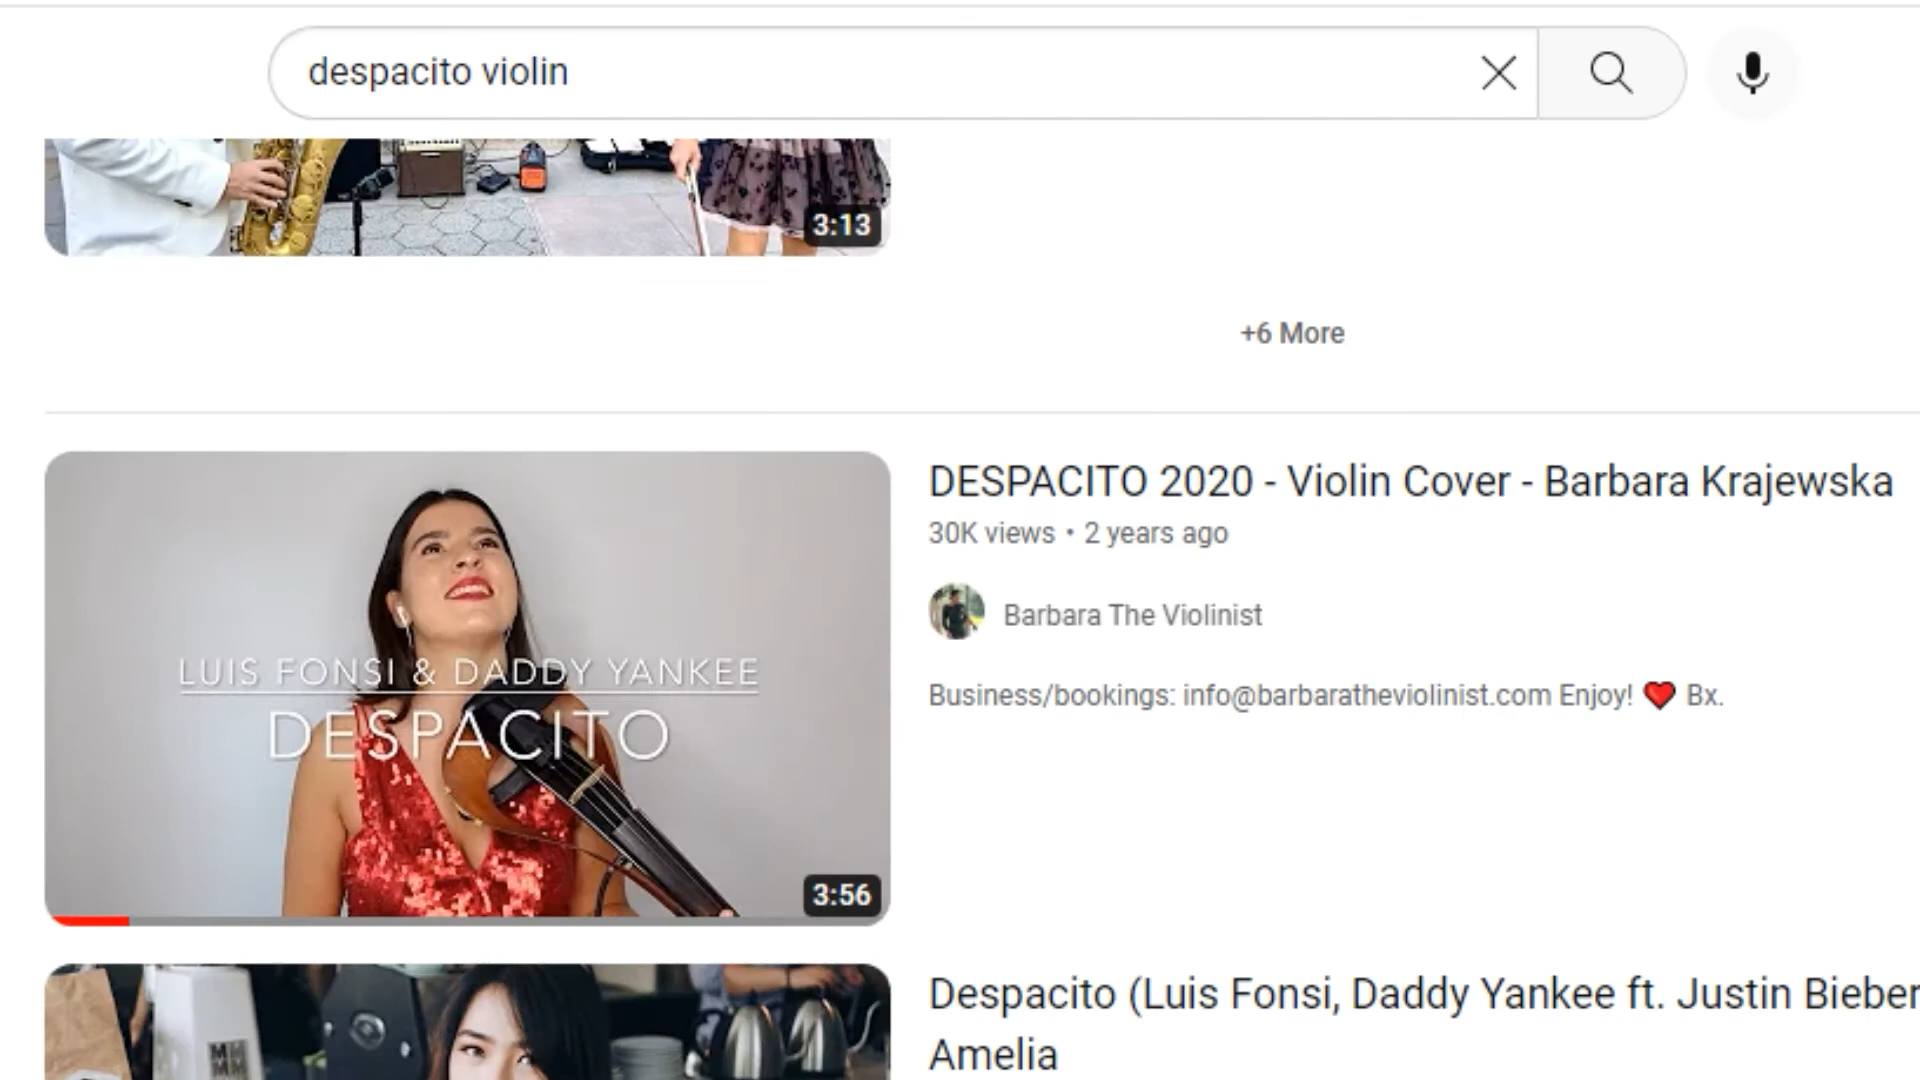 despacito violin
3:13
+6 More
LUIS FONSI & DADDY YANKEE
DESPACITO
3:56
DESPACITO 2020 - Violin Cover - Barbara Krajewska
30K views • 2 years ago
Barbara The Violinist
Business/bookings: info@barbaratheviolinist.com Enjoy! ❤️ Bx.
Despacito (Luis Fonsi, Daddy Yankee ft. Justin Bieber
Amelia